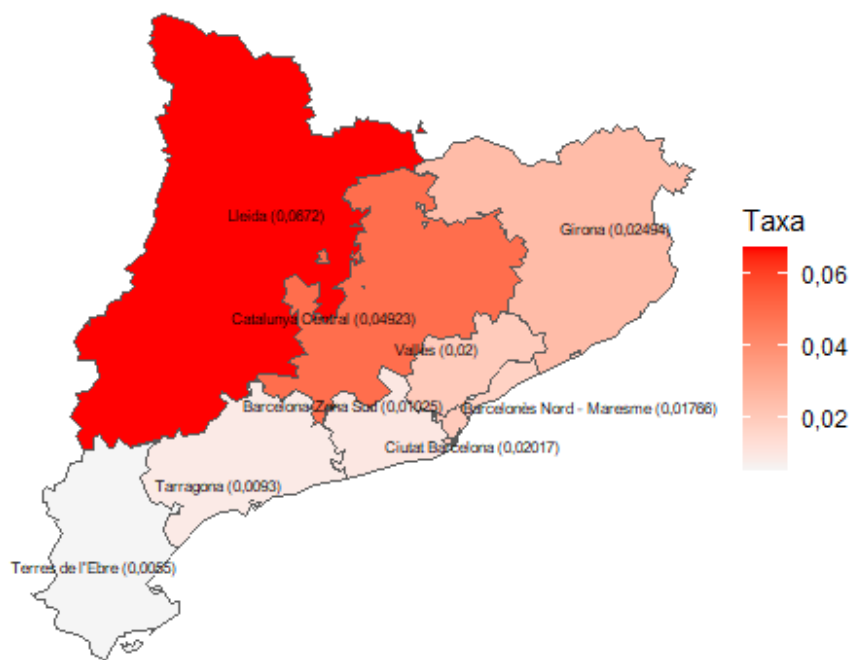 Lleida (0,0672)
Girona (0,02494)
Catalunya Central (0,04923)
Vallès (0,02)
Barcelona-Zona Sud (0,01025)
Barcelonès Nord - Maresme (0,01766)
Ciutat Barcelona (0,02017)
Tarragona (0,0093)
Terres de l'Ebre (0,0055)
Taxa
0,06
0,04
0,02